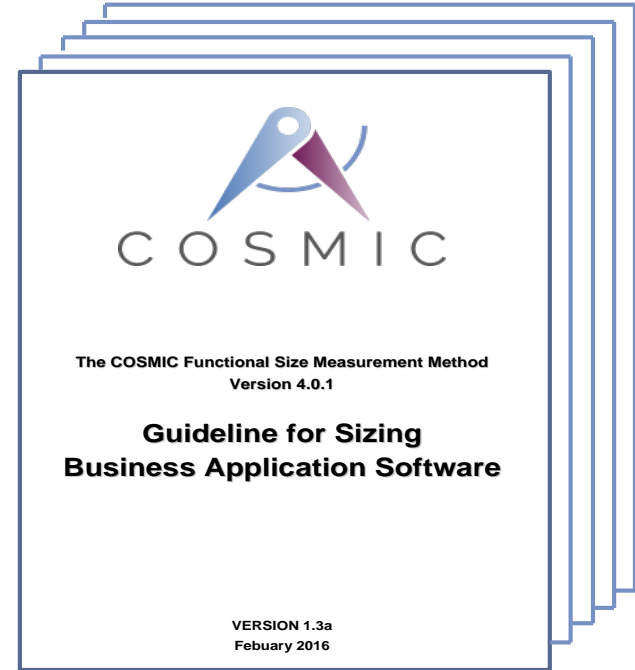 COSMIC
The COSMIC Functional Size Measurement Method
Version 4.0.1
Guideline for Sizing
Business Application Software
VERSION 1.3a
Febuary 2016